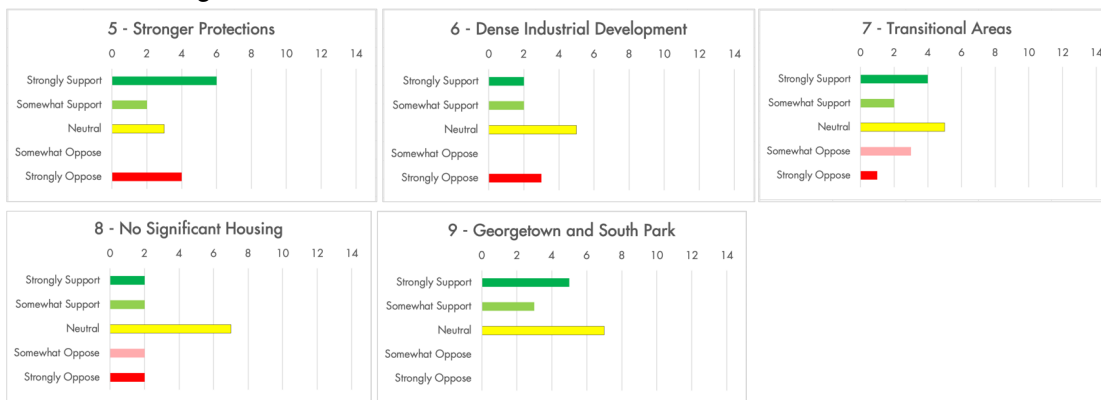 5 - Stronger Protections
0 2 4 6 8 10 12 14
Strongly Support
Somewhat Support
Neutral
Somewhat Oppose
Strongly Oppose
6 - Dense Industrial Development
0 2 4 6 8 10 12 14
Strongly Support
Somewhat Support
Neutral
Somewhat Oppose
Strongly Oppose
7 - Transitional Areas
0 2 4 6 8 10 12 14
Strongly Support
Somewhat Support
Neutral
Somewhat Oppose
Strongly Oppose
8 - No Significant Housing
0 2 4 6 8 10 12 14
Strongly Support
Somewhat Support
Neutral
Somewhat Oppose
Strongly Oppose
9 - Georgetown and South Park
0 2 4 6 8 10 12 14
Strongly Support
Somewhat Support
Neutral
Somewhat Oppose
Strongly Oppose